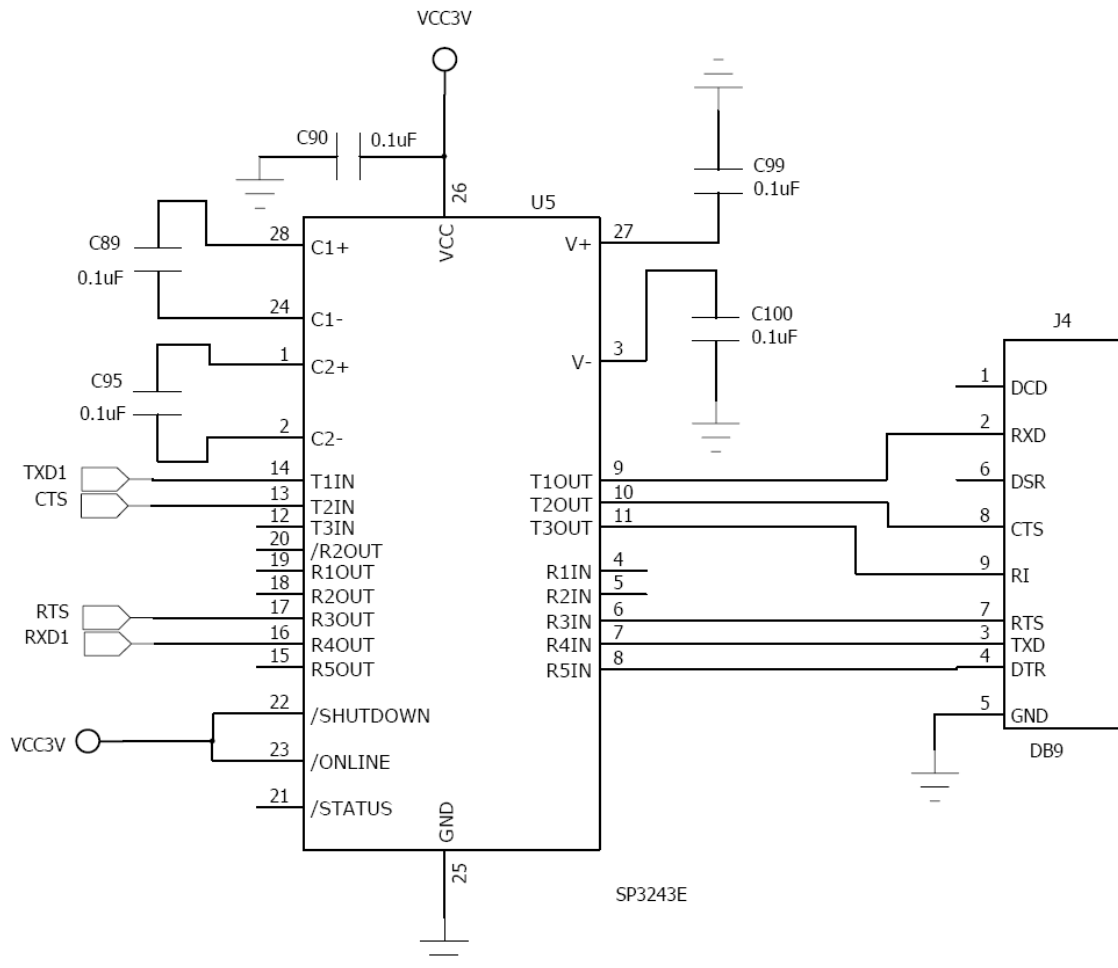 VCC3V
C90
0.1uF
C99
0.1uF
26
U5
28
C1+
VCC
V+
27
C89
0.1uF
24
C1-
C100
0.1uF
J4
1
C2+
V-
3
C95
0.1uF
1
DCD
2
C2-
2
RXD
TXD1
14
T1IN
T1OUT
9
6
DSR
CTS
13
T2IN
T2OUT
10
12
T3IN
T3OUT
11
8
CTS
20
/R2OUT
19
R1OUT
R1IN
4
9
RI
18
R2OUT
R2IN
5
RTS
17
R3OUT
R3IN
6
7
RTS
RXD1
16
R4OUT
R4IN
7
3
TXD
15
R5OUT
R5IN
8
4
DTR
22
/SHUTDOWN
5
GND
VCC3V
23
/ONLINE
DB9
21
/STATUS
GND
25
SP3243E